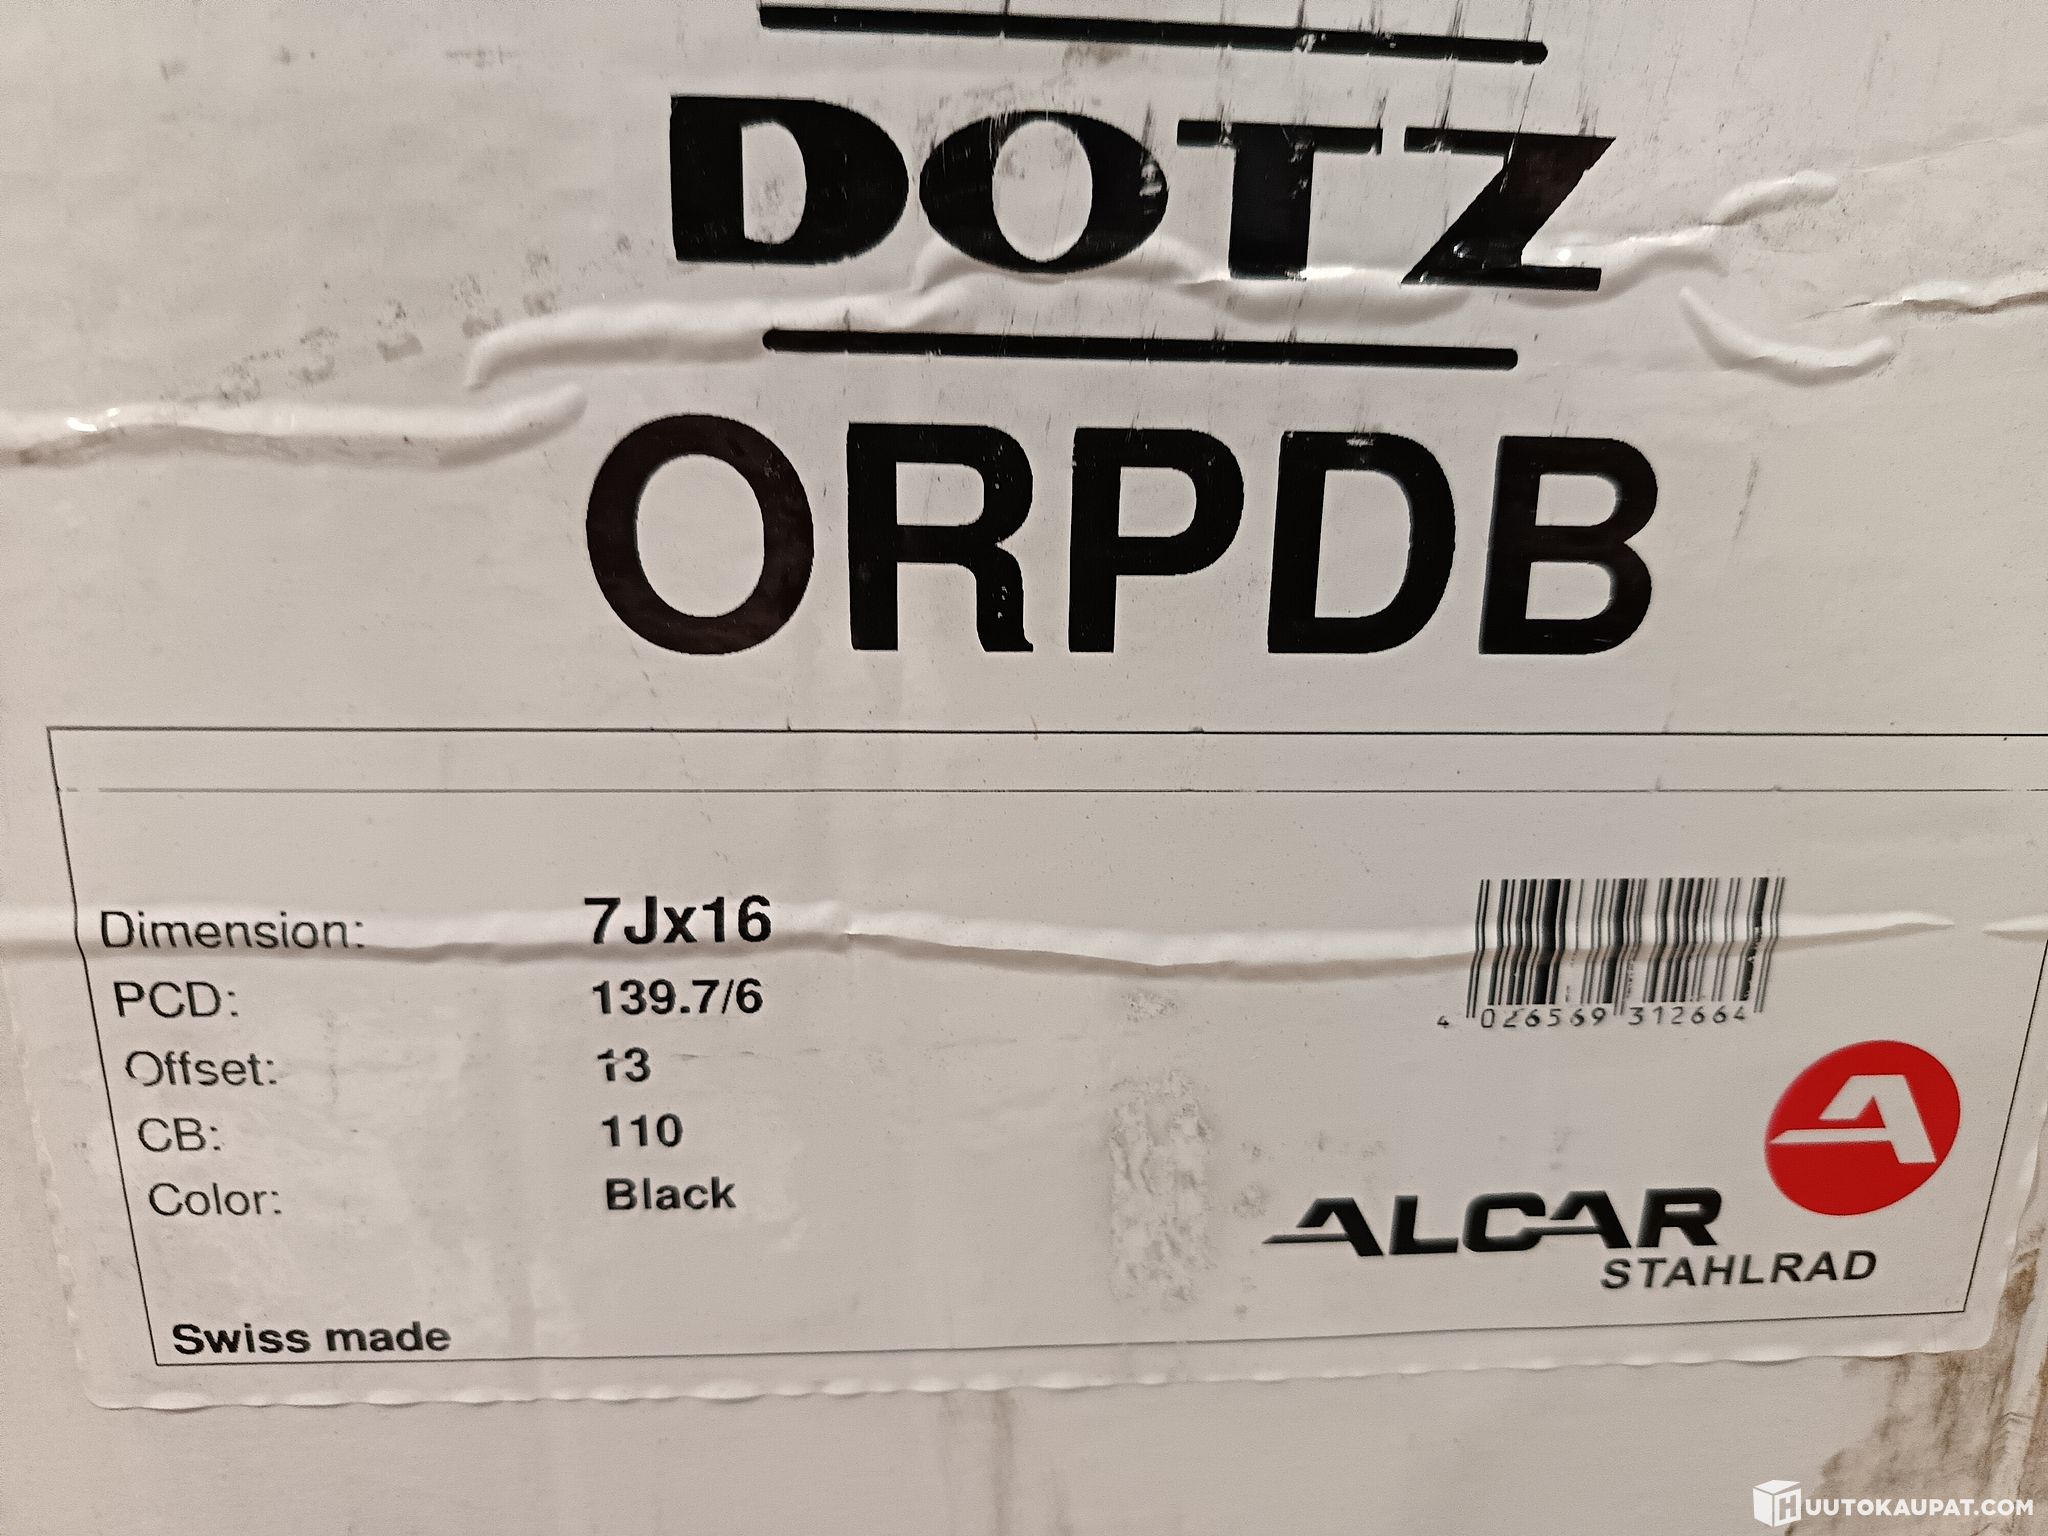 DOTZ
ORPDB
Dimension: 7Jx16
PCD: 139.7/6
Offset: 13
CB: 110
Color: Black
4 026569 312664
A
ALCAR
STAHLRAD
Swiss made
HUUTOKAUPAT.COM